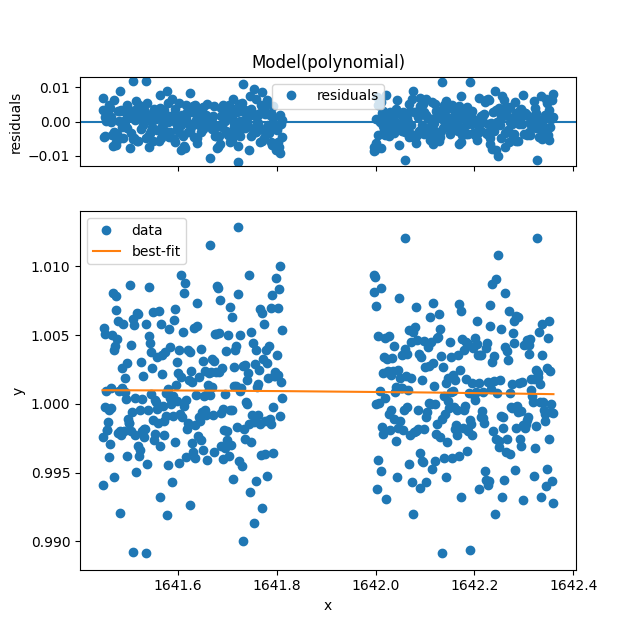 Model(polynomial)
residuals
0.01
0.00
−0.01
residuals
data
best-fit
y
1.010
1.005
1.000
0.995
0.990
1641.6 1641.8 1642.0 1642.2 1642.4
x